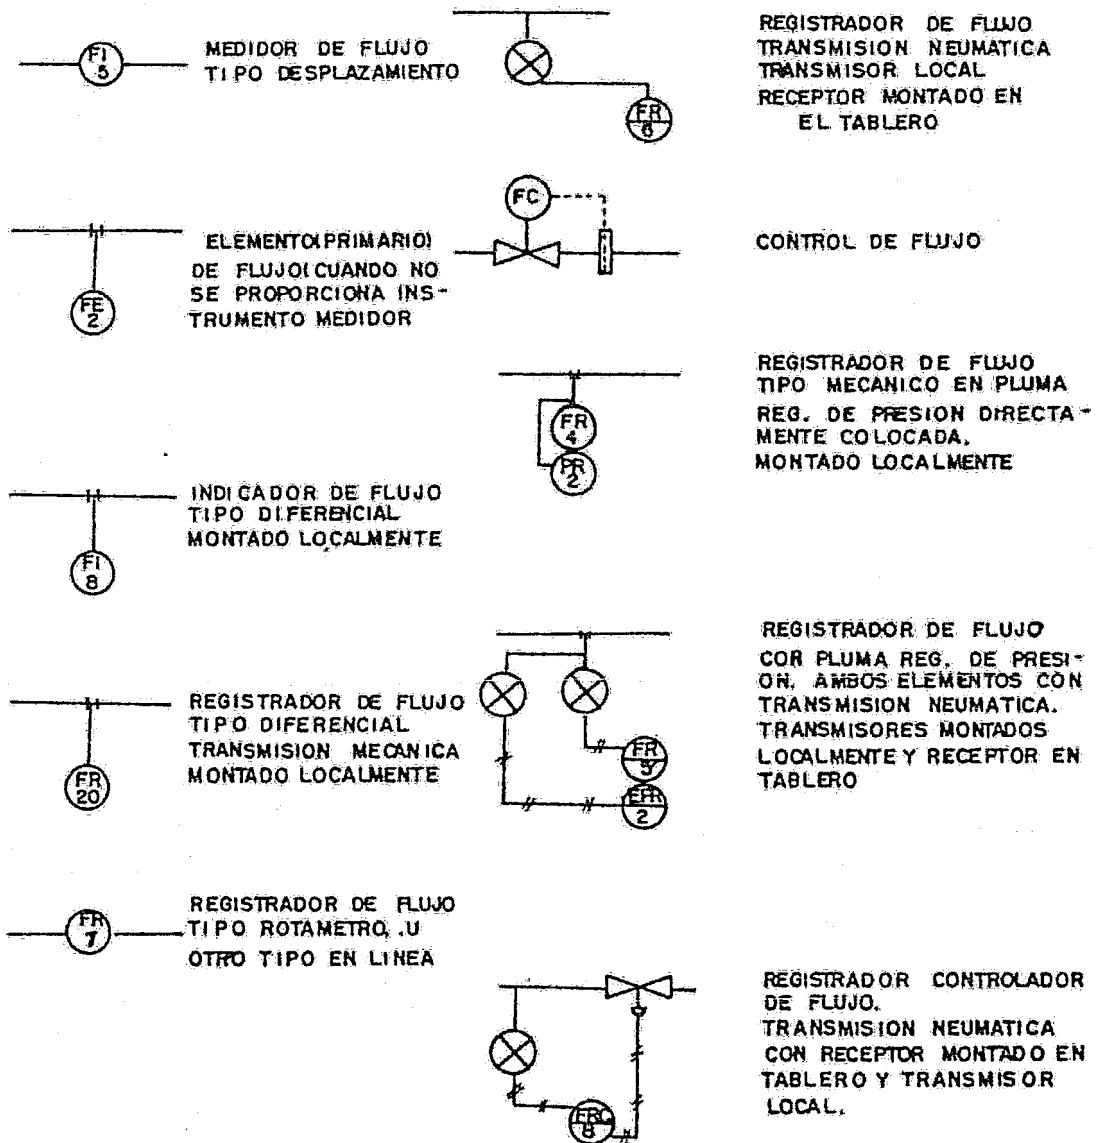 FI
5
MEDIDOR DE FLUJO
TIPO DESPLAZAMIENTO
FE
2
ELEMENTO(PRIMARIO)
DE FLUJO(CUANDO NO
SE PROPORCIONA INS-
TRUMENTO MEDIDOR
FI
8
INDICADOR DE FLUJO
TIPO DIFERENCIAL
MONTADO LOCALMENTE
FR
20
REGISTRADOR DE FLUJO
TIPO DIFERENCIAL
TRANSMISION MECANICA
MONTADO LOCALMENTE
FR
7
REGISTRADOR DE FLUJO
TIPO ROTAMETRO, .U
OTRO TIPO EN LINEA
FR
6
REGISTRADOR DE FLUJO
TRANSMISION NEUMATICA
TRANSMISOR LOCAL
RECEPTOR MONTADO EN
EL TABLERO
FC
CONTROL DE FLUJO
FR
4
PR
2
REGISTRADOR DE FLUJO
TIPO MECANICO EN PLUMA
REG. DE PRESION DIRECTA-
MENTE COLOCADA.
MONTADO LOCALMENTE
FR
2
REGISTRADOR DE FLUJO
COR PLUMA REG. DE PRESI-
ON. AMBOS ELEMENTOS CON
TRANSMISION NEUMATICA.
TRANSMISORES MONTADOS
LOCALMENTE Y RECEPTOR EN
TABLERO
FRC
8
REGISTRADOR CONTROLADOR
DE FLUJO.
TRANSMISION NEUMATICA
CON RECEPTOR MONTADO EN
TABLERO Y TRANSMISOR
LOCAL.